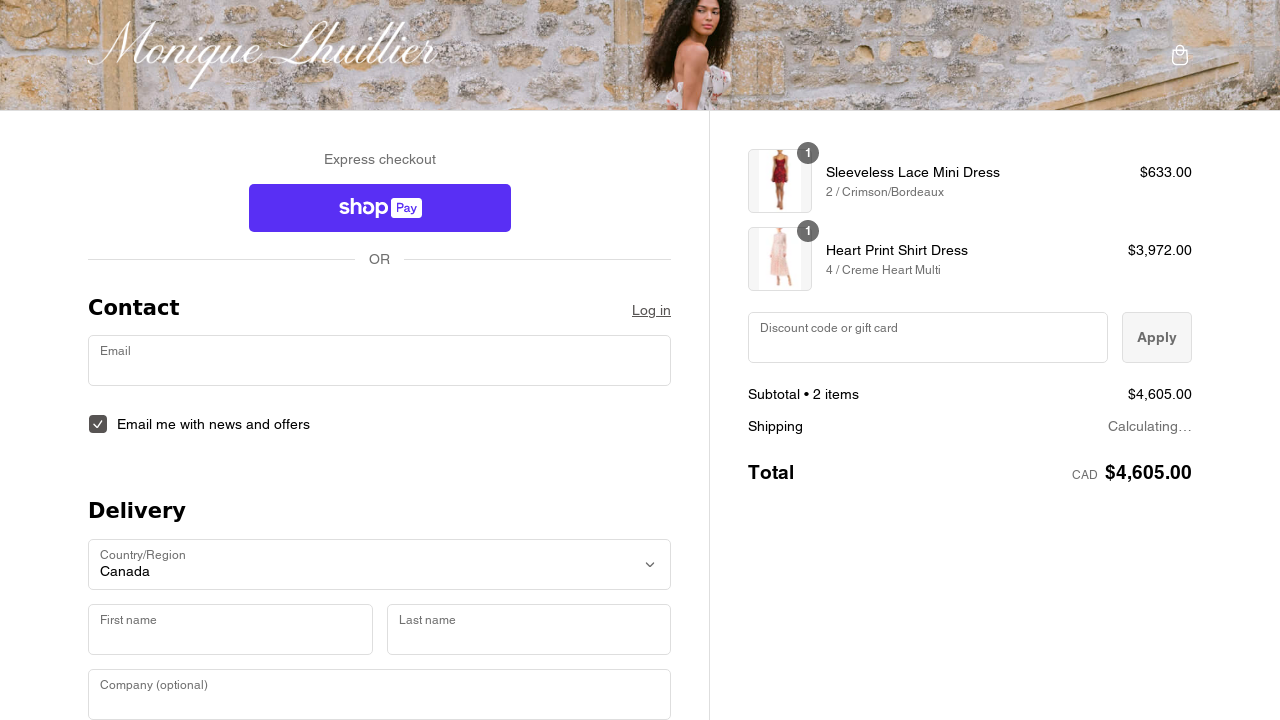 Monique Lhuillier
Express checkout
shop Pay
OR
Contact
Log in
Email
Email me with news and offers
Delivery
Country/Region
Canada
First name
Last name
Company (optional)
1
Sleeveless Lace Mini Dress
$633.00
2 / Crimson/Bordeaux
1
Heart Print Shirt Dress
$3,972.00
4 / Creme Heart Multi
Discount code or gift card
Apply
Subtotal • 2 items
$4,605.00
Shipping
Calculating…
Total
CAD $4,605.00